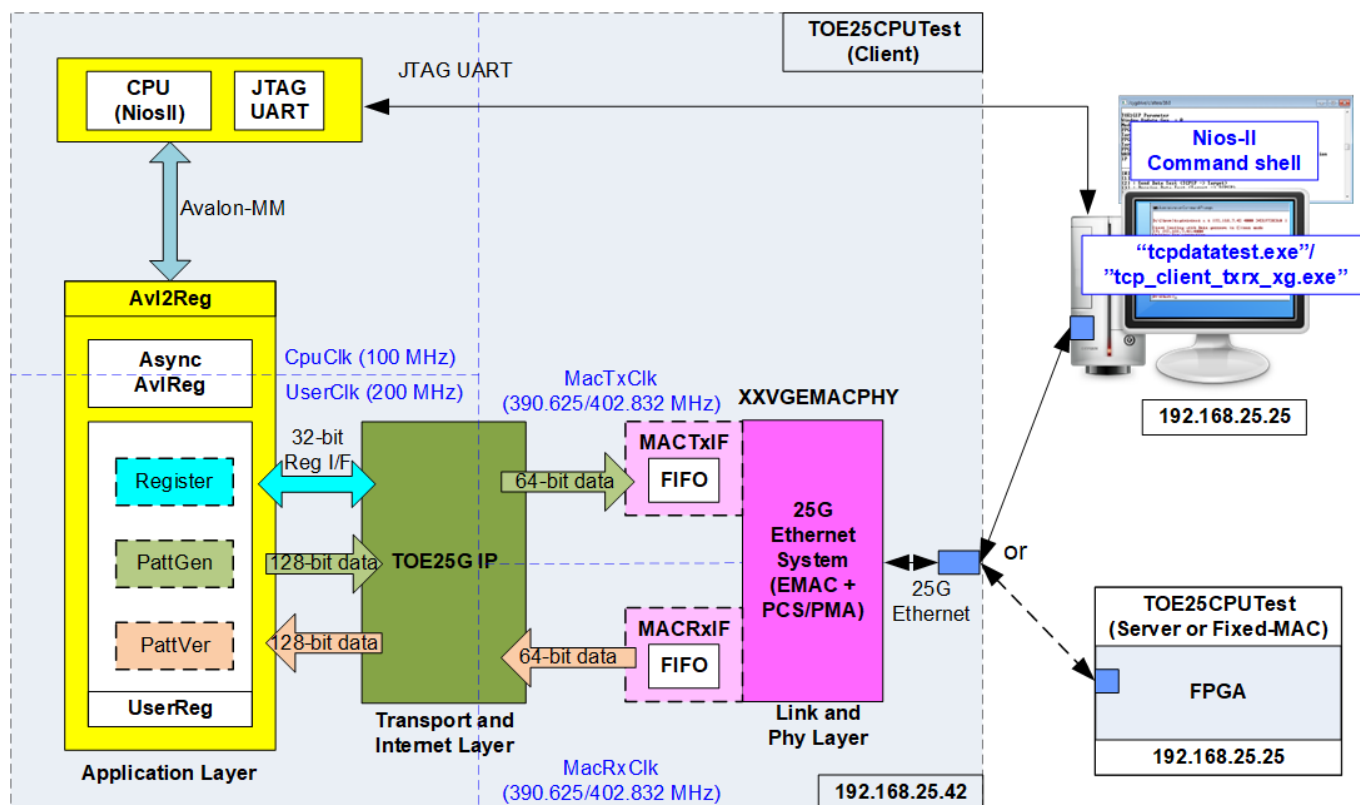 TOE25CPUTest
(Client)
JTAG UART
CPU
(NiosII)
JTAG
UART
Avalon-MM
Nios-II
Command shell
"tcpdatatest.exe"/
"tcp_client_txrx_xg.exe"
192.168.25.25
Avl2Reg
Async
AvlReg
CpuClk (100 MHz)
UserClk (200 MHz)
MacTxClk
(390.625/402.832 MHz)
XXVGEMACPHY
32-bit
Reg I/F
Register
PattGen
PattVer
UserReg
128-bit data
128-bit data
TOE25G IP
64-bit data
64-bit data
MACTxIF
FIFO
MACRxIF
FIFO
25G
Ethernet
System
(EMAC +
PCS/PMA)
25G
Ethernet
or
TOE25CPUTest
(Server or Fixed-MAC)
FPGA
192.168.25.25
Transport and
Internet Layer
Link and
Phy Layer
Application Layer
MacRxClk
(390.625/402.832 MHz)
192.168.25.42